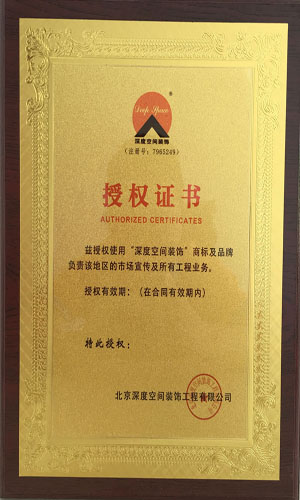 Deep Space
®
深度空间装饰
（注册号：7965249）
授权证书
AUTHORIZED CERTIFICATES
兹授权使用“深度空间装饰”商标及品牌
负责该地区的市场宣传及所有工程业务。
授权有效期：（在合同有效期内）
特此授权：
北京深度空间装饰工程有限公司